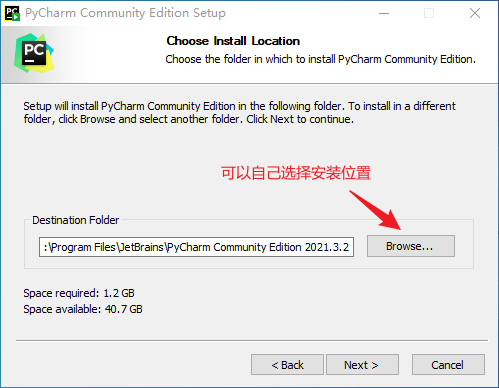 PyCharm Community Edition Setup
PC
Choose Install Location
Choose the folder in which to install PyCharm Community Edition.
Setup will install PyCharm Community Edition in the following folder. To install in a different
folder, click Browse and select another folder. Click Next to continue.
可以自己选择安装位置
Destination Folder
:\Program Files\JetBrains\PyCharm Community Edition 2021.3.2
Browse...
Space required: 1.2 GB
Space available: 40.7 GB
< Back
Next >
Cancel